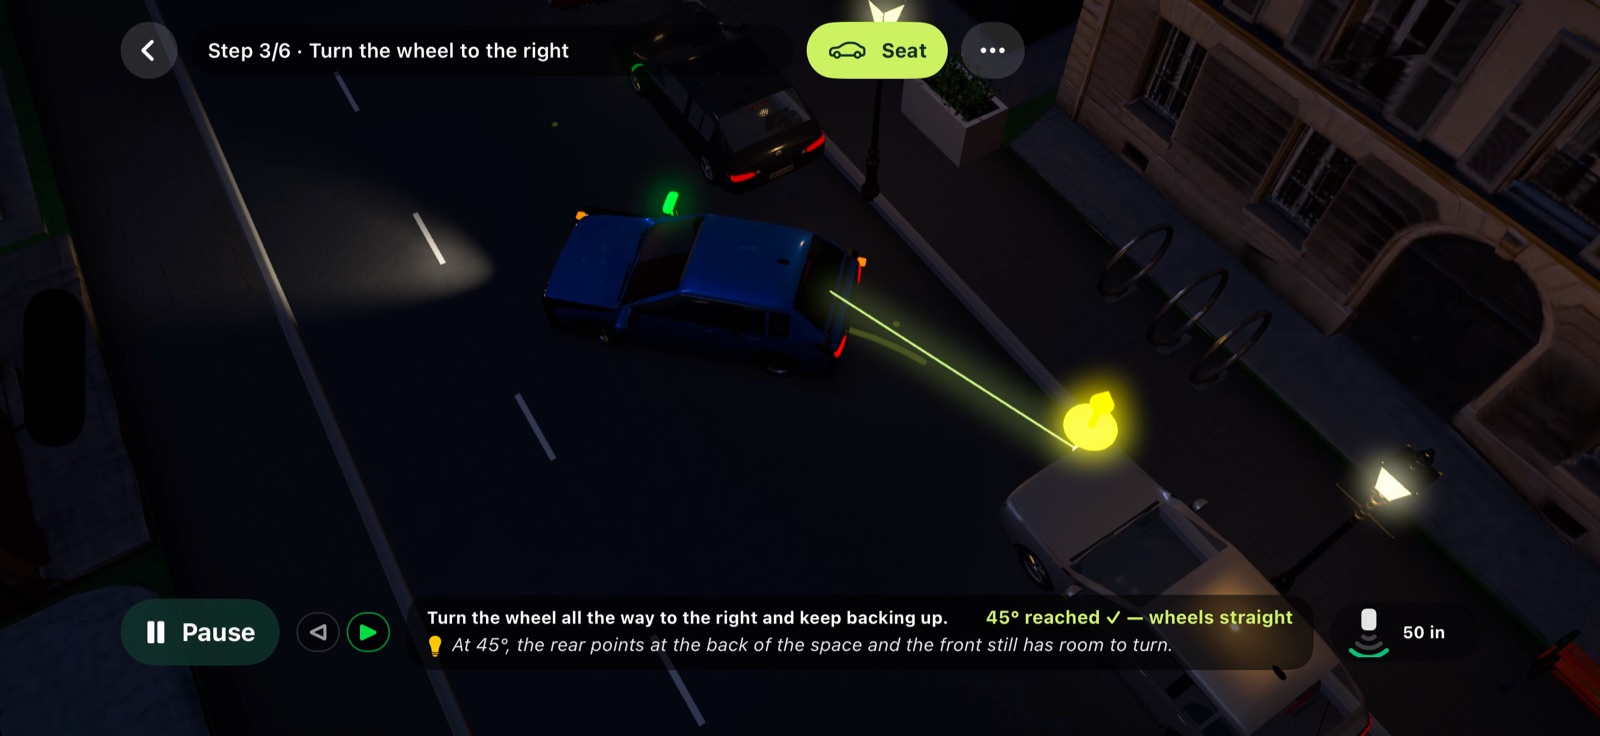 Step 3/6 · Turn the wheel to the right
Seat
Pause
Turn the wheel all the way to the right and keep backing up.
45° reached ✓ — wheels straight
At 45°, the rear points at the back of the space and the front still has room to turn.
50 in